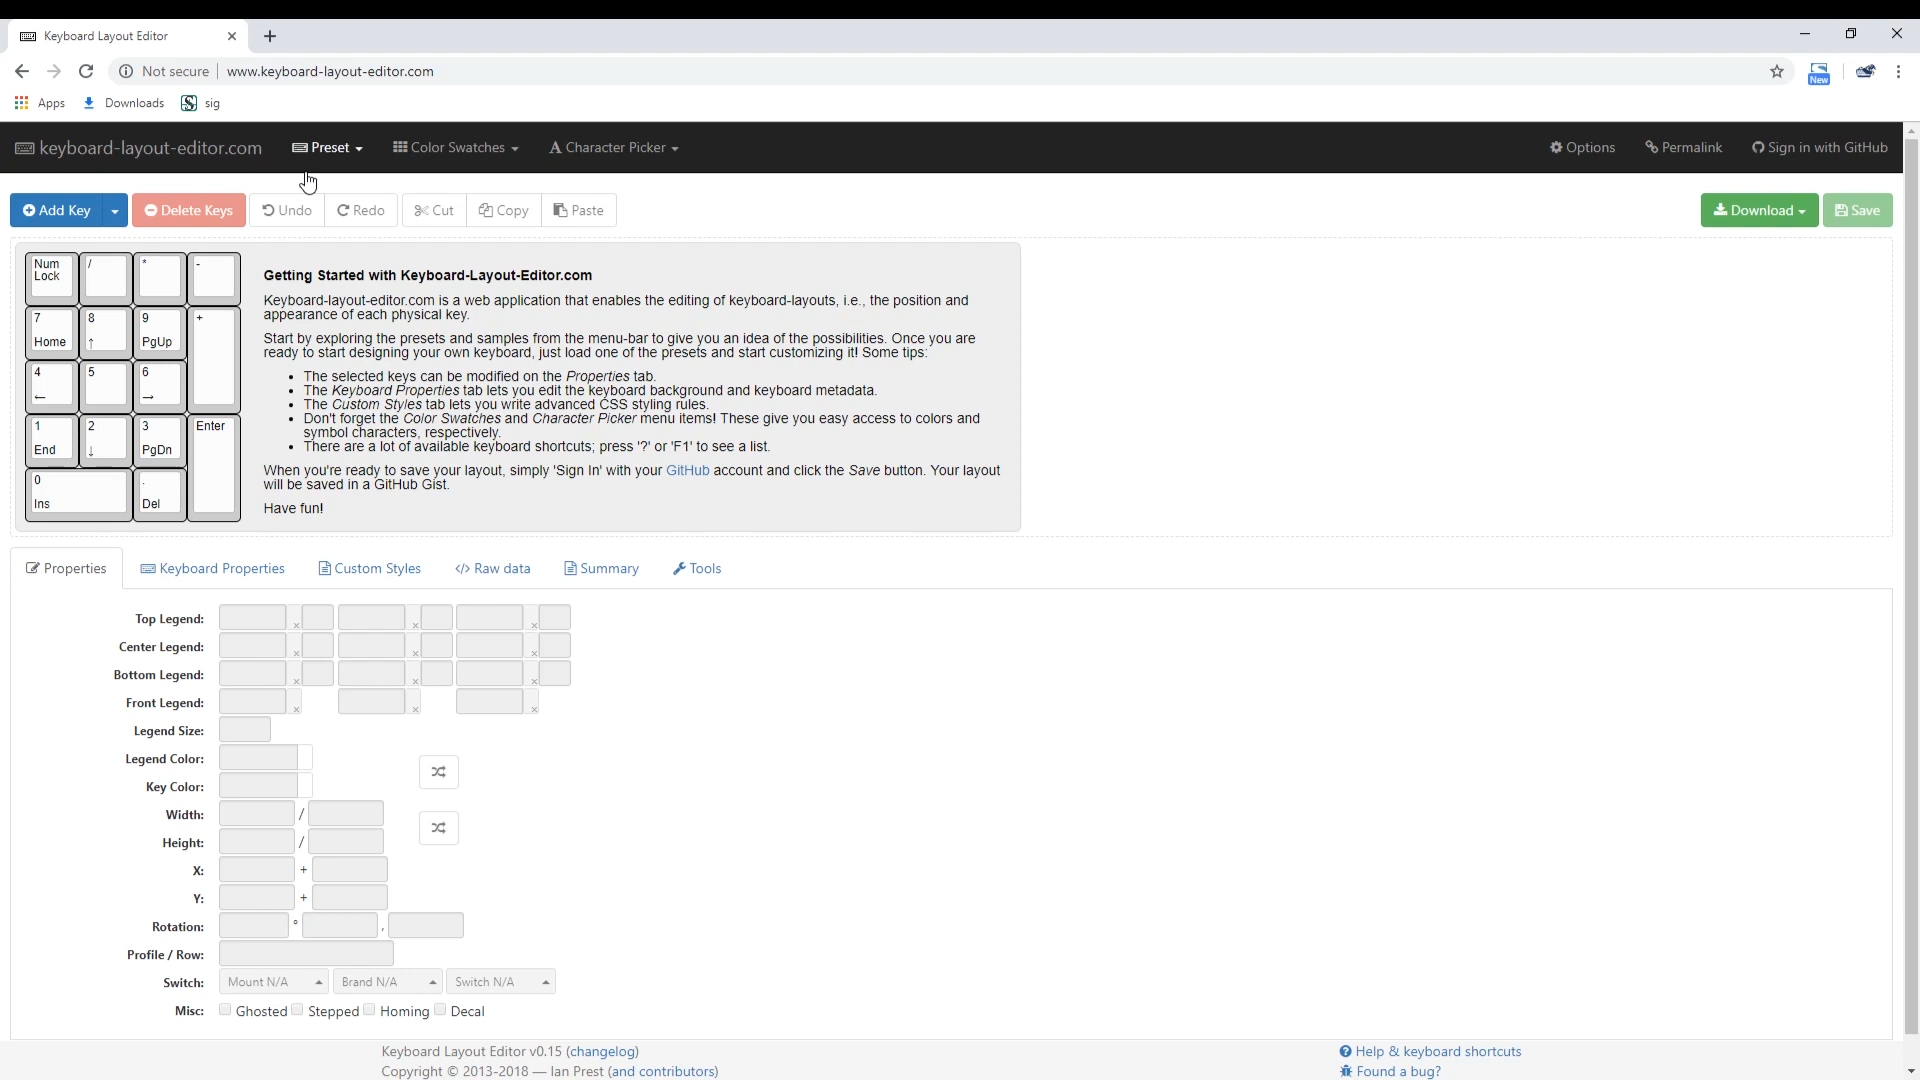 Keyboard Layout Editor
Not secure www.keyboard-layout-editor.com
New
Apps Downloads sig
keyboard-layout-editor.com Preset Color Swatches Character Picker Options Permalink Sign in with GitHub
Add Key Delete Keys Undo Redo Cut Copy Paste Download Save
Num Lock / * -
7 Home 8 ↑ 9 PgUp +
4 ← 5 6 →
1 End 2 ↓ 3 PgDn Enter
0 Ins . Del
Getting Started with Keyboard-Layout-Editor.com
Keyboard-layout-editor.com is a web application that enables the editing of keyboard-layouts, i.e., the position and
appearance of each physical key.
Start by exploring the presets and samples from the menu-bar to give you an idea of the possibilities. Once you are
ready to start designing your own keyboard, just load one of the presets and start customizing it! Some tips:
• The selected keys can be modified on the Properties tab.
• The Keyboard Properties tab lets you edit the keyboard background and keyboard metadata.
• The Custom Styles tab lets you write advanced CSS styling rules.
• Don't forget the Color Swatches and Character Picker menu items! These give you easy access to colors and
symbol characters, respectively.
• There are a lot of available keyboard shortcuts; press '?' or 'F1' to see a list.
When you're ready to save your layout, simply 'Sign In' with your GitHub account and click the Save button. Your layout
will be saved in a GitHub Gist.
Have fun!
Properties Keyboard Properties Custom Styles </> Raw data Summary Tools
Top Legend: × × ×
Center Legend: × × ×
Bottom Legend: × × ×
Front Legend: × × ×
Legend Size:
Legend Color:
Key Color:
Width: /
Height: /
X: +
Y: +
Rotation: ° ,
Profile / Row:
Switch: Mount N/A Brand N/A Switch N/A
Misc: Ghosted Stepped Homing Decal
Keyboard Layout Editor v0.15 (changelog)
Copyright © 2013-2018 — Ian Prest (and contributors)
Help & keyboard shortcuts
Found a bug?